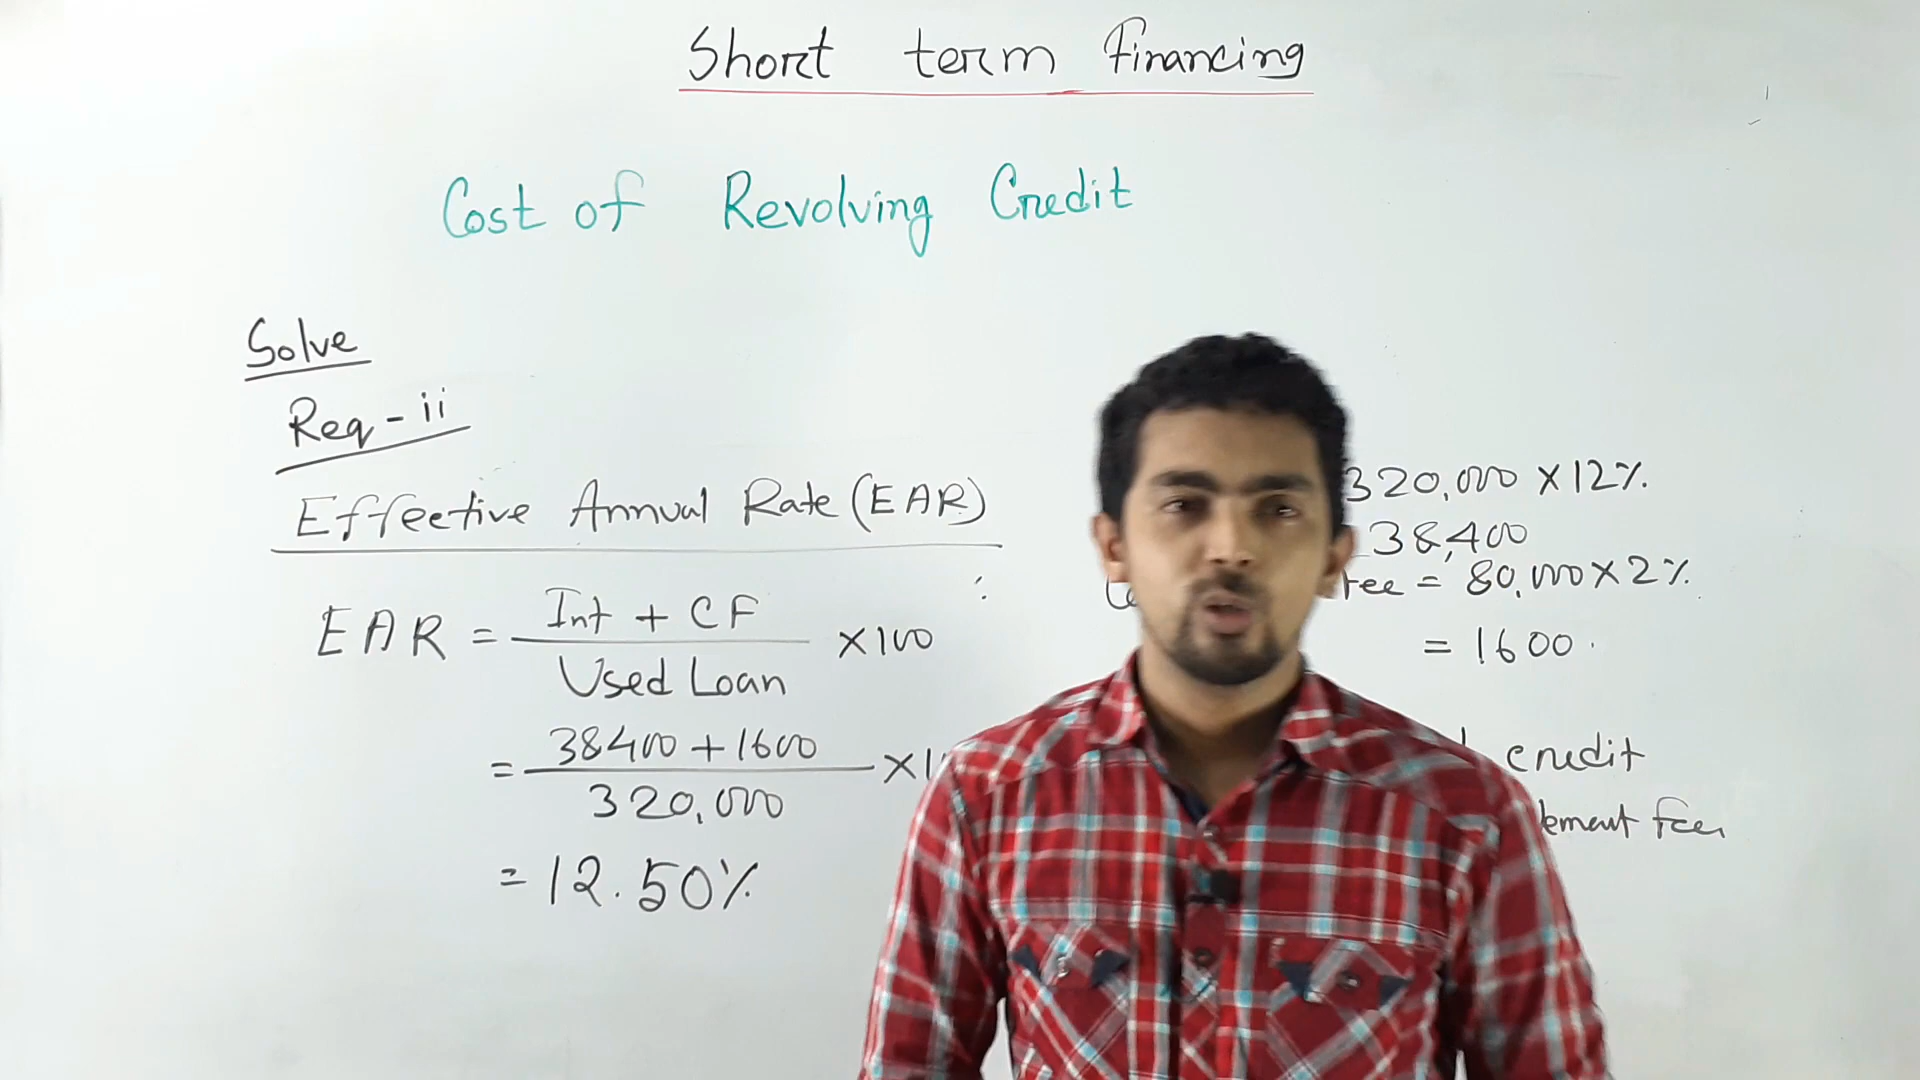 Short term Financing
Cost of Revolving Credit
Solve
Req - ii
Effective Annual Rate (EAR)
EAR = Int + CF / Used Loan × 100
= 38400 + 1600 / 320,000 ×1
= 12.50%
320,000 × 12%
38,400
Fee = 80,000 × 2%
= 1600
credit